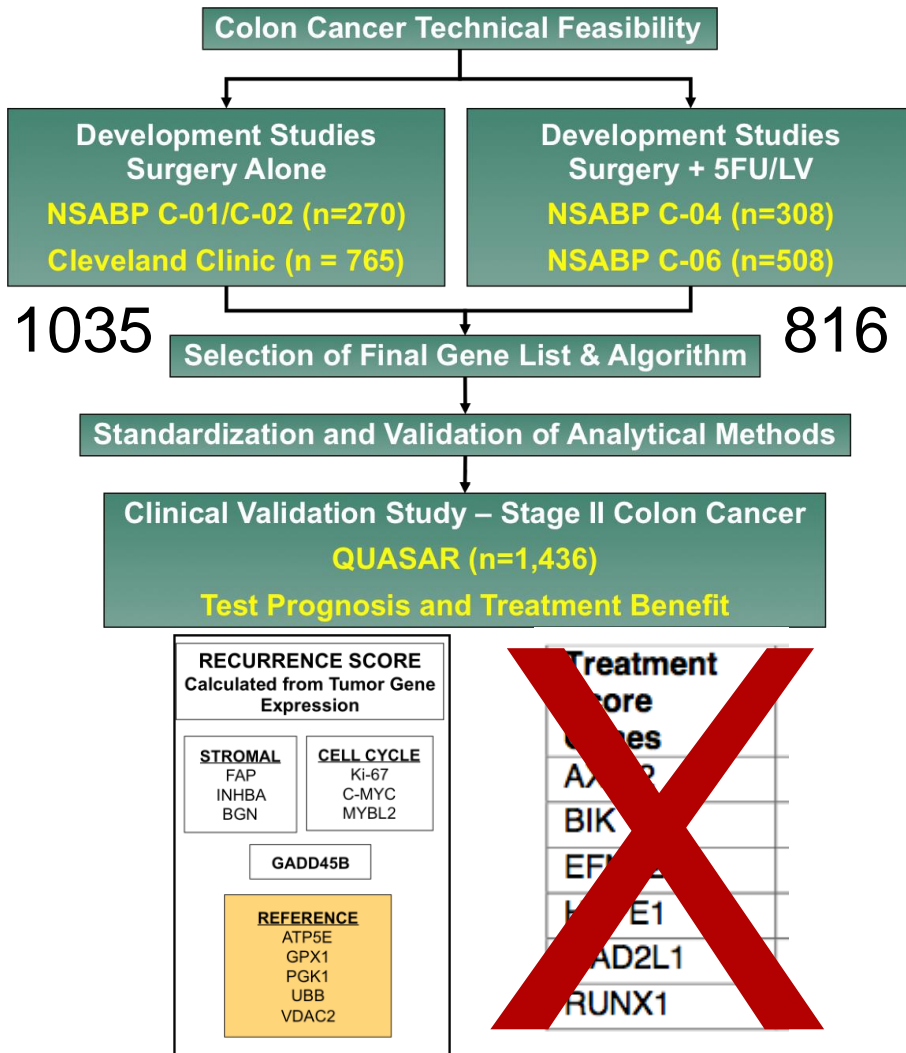 Colon Cancer Technical Feasibility
Development Studies
Surgery Alone
NSABP C-01/C-02 (n=270)
Cleveland Clinic (n = 765)
Development Studies
Surgery + 5FU/LV
NSABP C-04 (n=308)
NSABP C-06 (n=508)
1035
816
Selection of Final Gene List & Algorithm
Standardization and Validation of Analytical Methods
Clinical Validation Study – Stage II Colon Cancer
QUASAR (n=1,436)
Test Prognosis and Treatment Benefit
RECURRENCE SCORE
Calculated from Tumor Gene
Expression
STROMAL
FAP
INHBA
BGN
CELL CYCLE
Ki-67
C-MYC
MYBL2
GADD45B
REFERENCE
ATP5E
GPX1
PGK1
UBB
VDAC2
Treatment
BIK
RUNX1